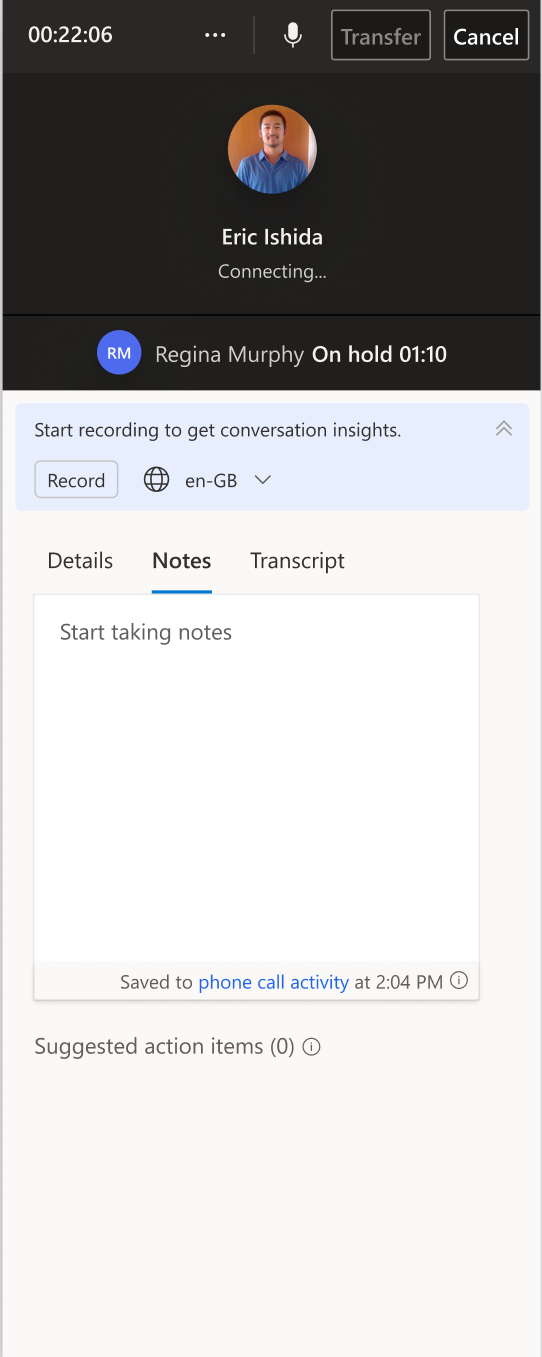 00:22:06 ... Transfer Cancel
Eric Ishida
Connecting...
RM Regina Murphy On hold 01:10
Start recording to get conversation insights.
Record en-GB
Details Notes Transcript
Start taking notes
Saved to phone call activity at 2:04 PM
Suggested action items (0)